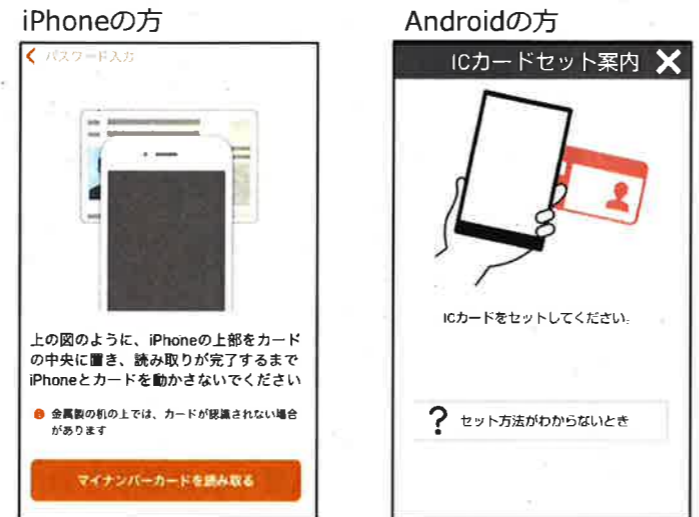 iPhoneの方
パスワード入力
上の図のように、iPhoneの上部をカード
の中央に置き、読み取りが完了するまで
iPhoneとカードを動かさないでください
金属製の机の上では、カードが認識されない場合
があります
マイナンバーカードを読み取る
Androidの方
ICカードセット案内
ICカードをセットしてください。
? セット方法がわからないとき